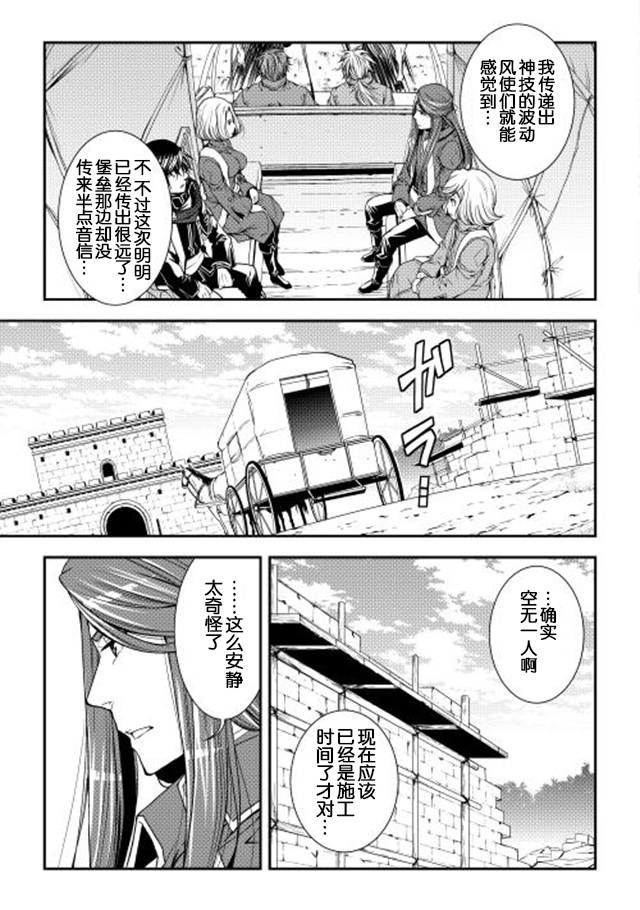 我传递出
神技的波动
风使们就能
感觉到…
不 不过这次明明
已经传出很远了…
堡垒那边却没
传来半点音信…
ガラ
…确实
空无一人啊
现在应该
已经是施工
时间了才对…
……这么安静
太奇怪了